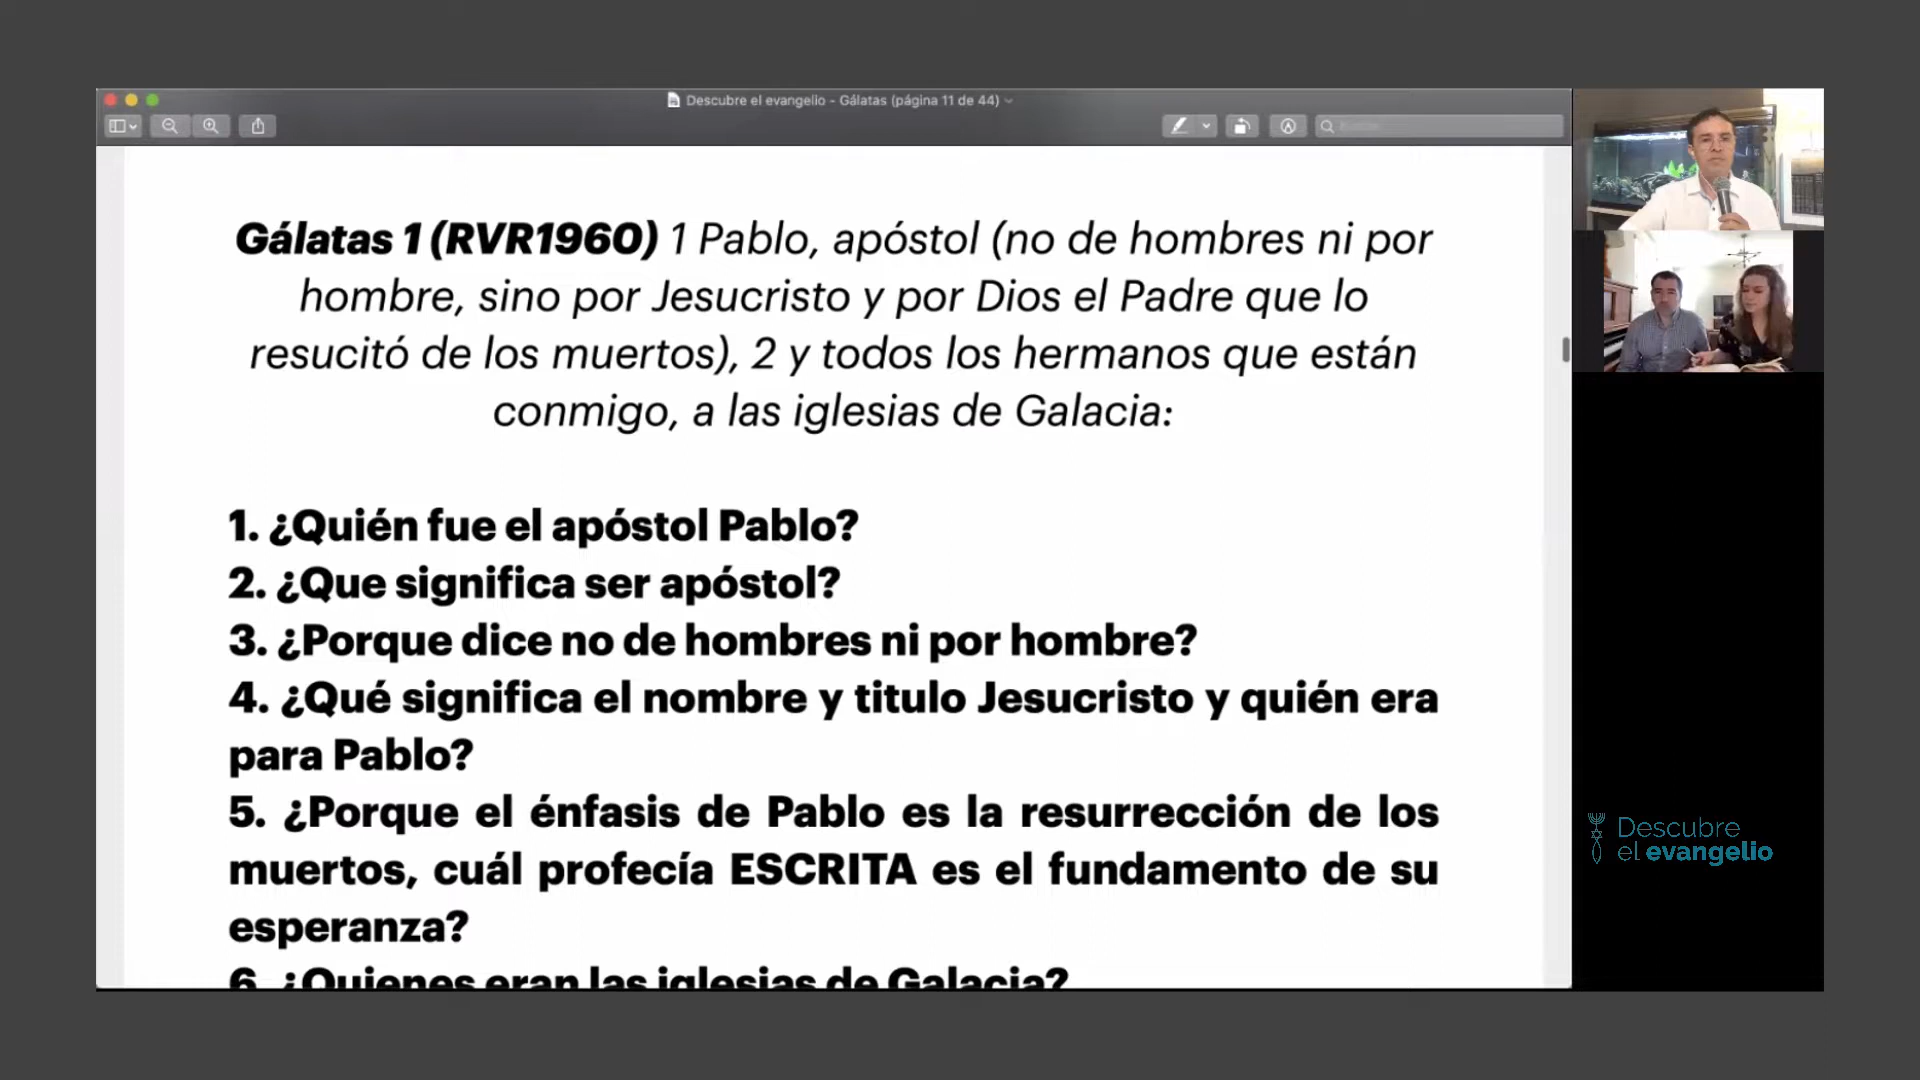 Descubre el evangelio - Gálatas (página 11 de 44)
Gálatas 1 (RVR1960) 1 Pablo, apóstol (no de hombres ni por
hombre, sino por Jesucristo y por Dios el Padre que lo
resucitó de los muertos), 2 y todos los hermanos que están
conmigo, a las iglesias de Galacia:
1. ¿Quién fue el apóstol Pablo?
2. ¿Que significa ser apóstol?
3. ¿Porque dice no de hombres ni por hombre?
4. ¿Qué significa el nombre y titulo Jesucristo y quién era
para Pablo?
5. ¿Porque el énfasis de Pablo es la resurrección de los
muertos, cuál profecía ESCRITA es el fundamento de su
esperanza?
6. ¿Quienes eran las iglesias de Galacia?
Descubre
el evangelio